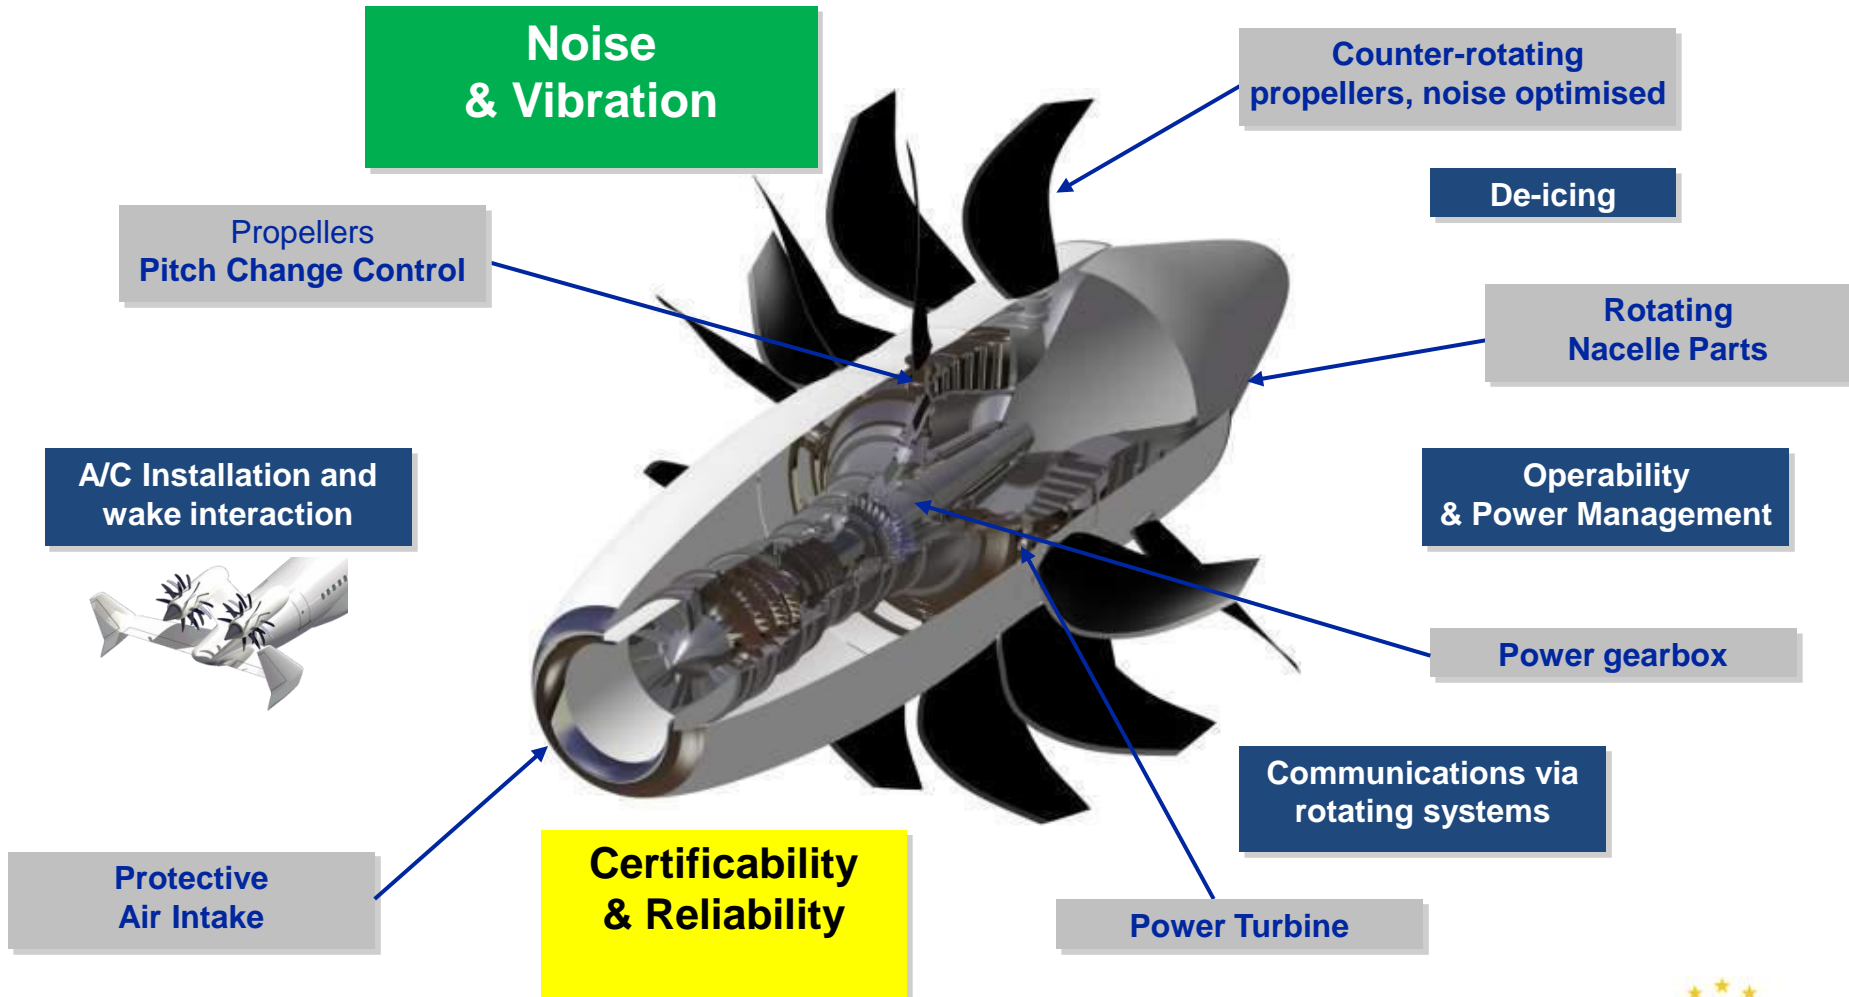 Noise
& Vibration
Counter-rotating
propellers, noise optimised
De-icing
Propellers
Pitch Change Control
Rotating
Nacelle Parts
A/C Installation and
wake interaction
Operability
& Power Management
Power gearbox
Communications via
rotating systems
Certificability
& Reliability
Protective
Air Intake
Power Turbine